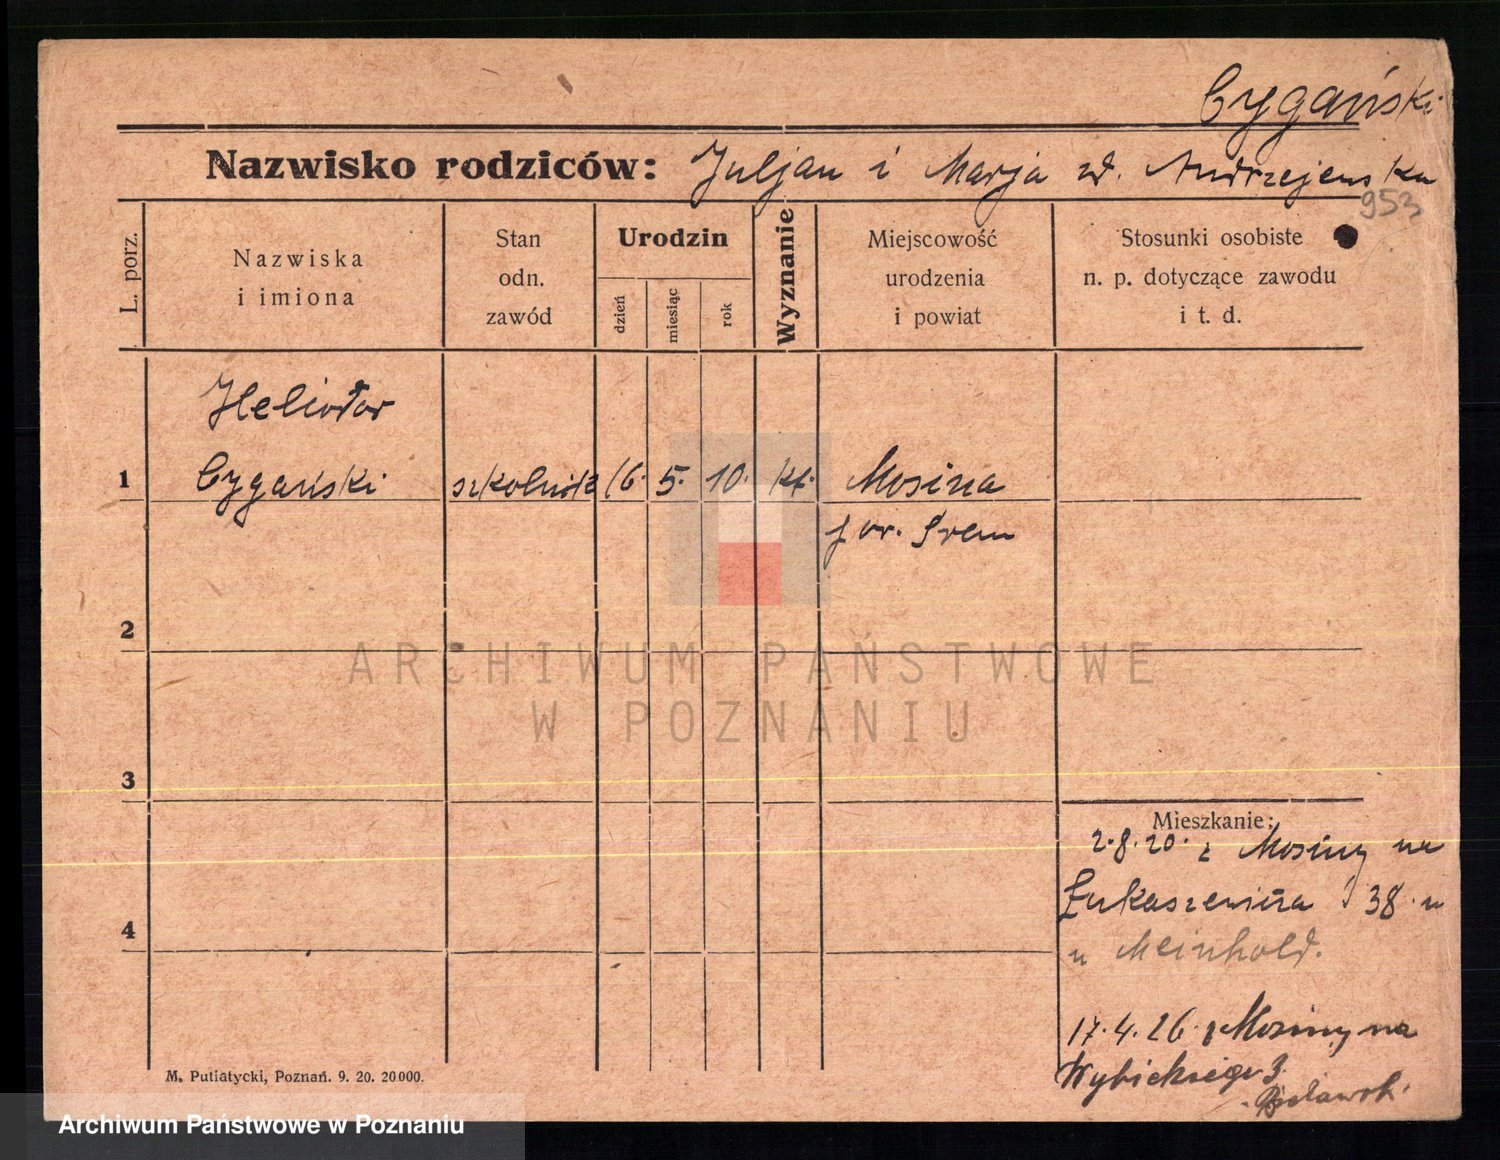 Cygański
Nazwisko rodziców: Juljan i Marja zd. Andrzejewska
953
L. porz.
Nazwiska
i imiona
Stan
odn.
zawód
Urodzin
dzień
miesiąc
rok
Wyznanie
Miejscowość
urodzenia
i powiat
Stosunki osobiste
n. p. dotyczące zawodu
i t. d.
Heliodor
1 Cygański szkolnik 16. 5. 10. kt. Mosina
por. Śrem
2
3
4
Mieszkanie:
2.8.20. z Mosiny na
Łukaszewicza 38
u Meinhold.
17.4.26 z Mosiny na
Wybickiego 3
M. Putiatycki, Poznań. 9. 20. 20000.
ARCHIWUM PAŃSTWOWE
W POZNANIU
Archiwum Państwowe w Poznaniu